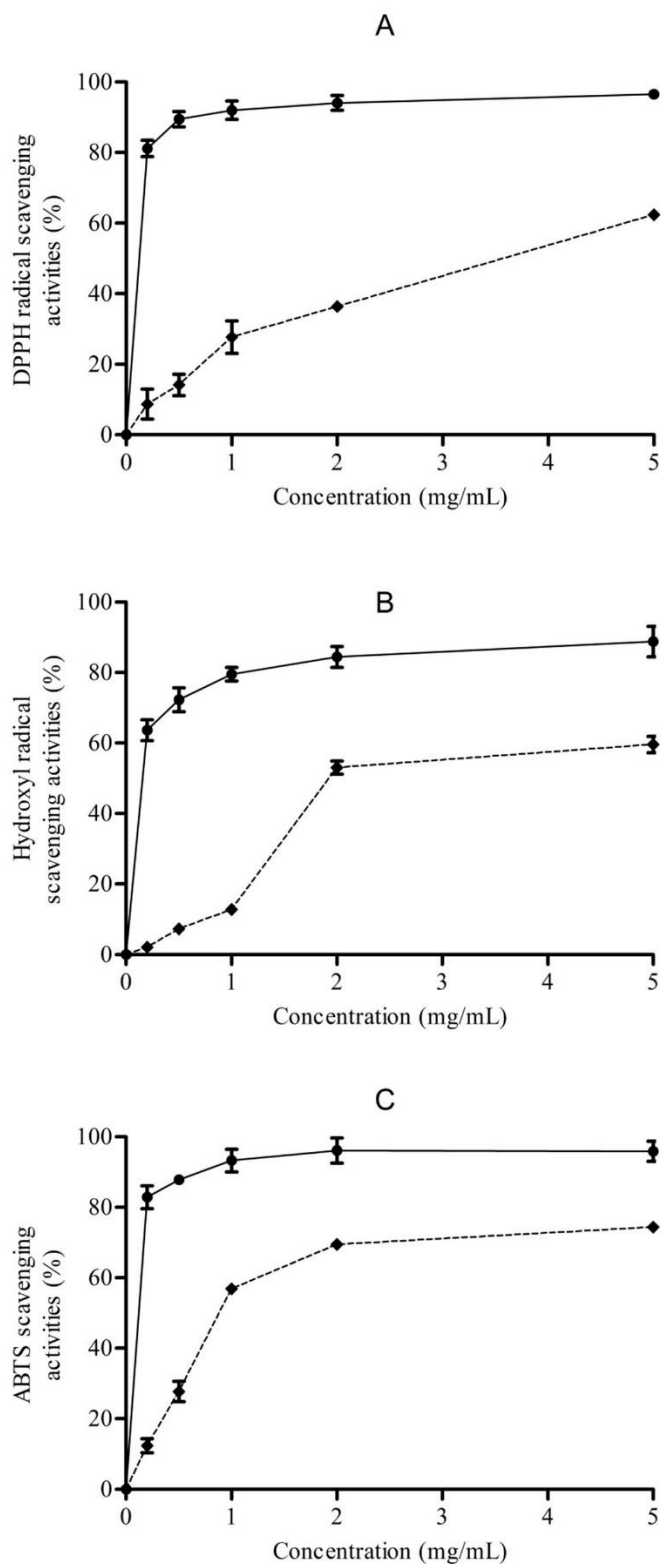 A
DPPH radical scavenging
activities (%)
100
80
60
40
20
0
0 1 2 3 4 5
Concentration (mg/mL)
B
Hydroxyl radical
scavenging activities (%)
100
80
60
40
20
0
0 1 2 3 4 5
Concentration (mg/mL)
C
ABTS scavenging
activities (%)
100
80
60
40
20
0
0 1 2 3 4 5
Concentration (mg/mL)